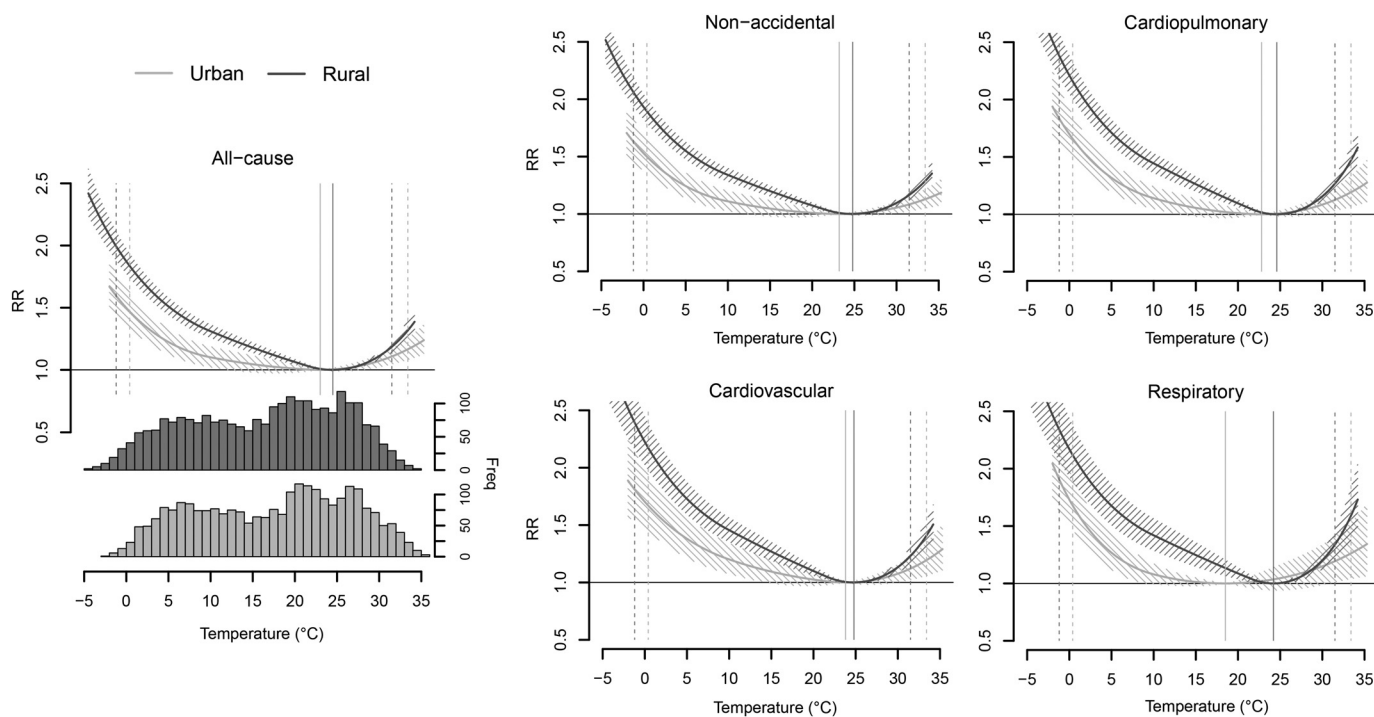 Urban Rural
All−cause
2.5
2.0
1.5
1.0
0.5
RR
100
50
0
100
50
0
Freq
−5 0 5 10 15 20 25 30 35
Temperature (°C)
Non−accidental
2.5
2.0
1.5
1.0
0.5
RR
−5 0 5 10 15 20 25 30 35
Temperature (°C)
Cardiopulmonary
2.5
2.0
1.5
1.0
0.5
−5 0 5 10 15 20 25 30 35
Temperature (°C)
Cardiovascular
2.5
2.0
1.5
1.0
0.5
RR
−5 0 5 10 15 20 25 30 35
Temperature (°C)
Respiratory
2.5
2.0
1.5
1.0
0.5
−5 0 5 10 15 20 25 30 35
Temperature (°C)